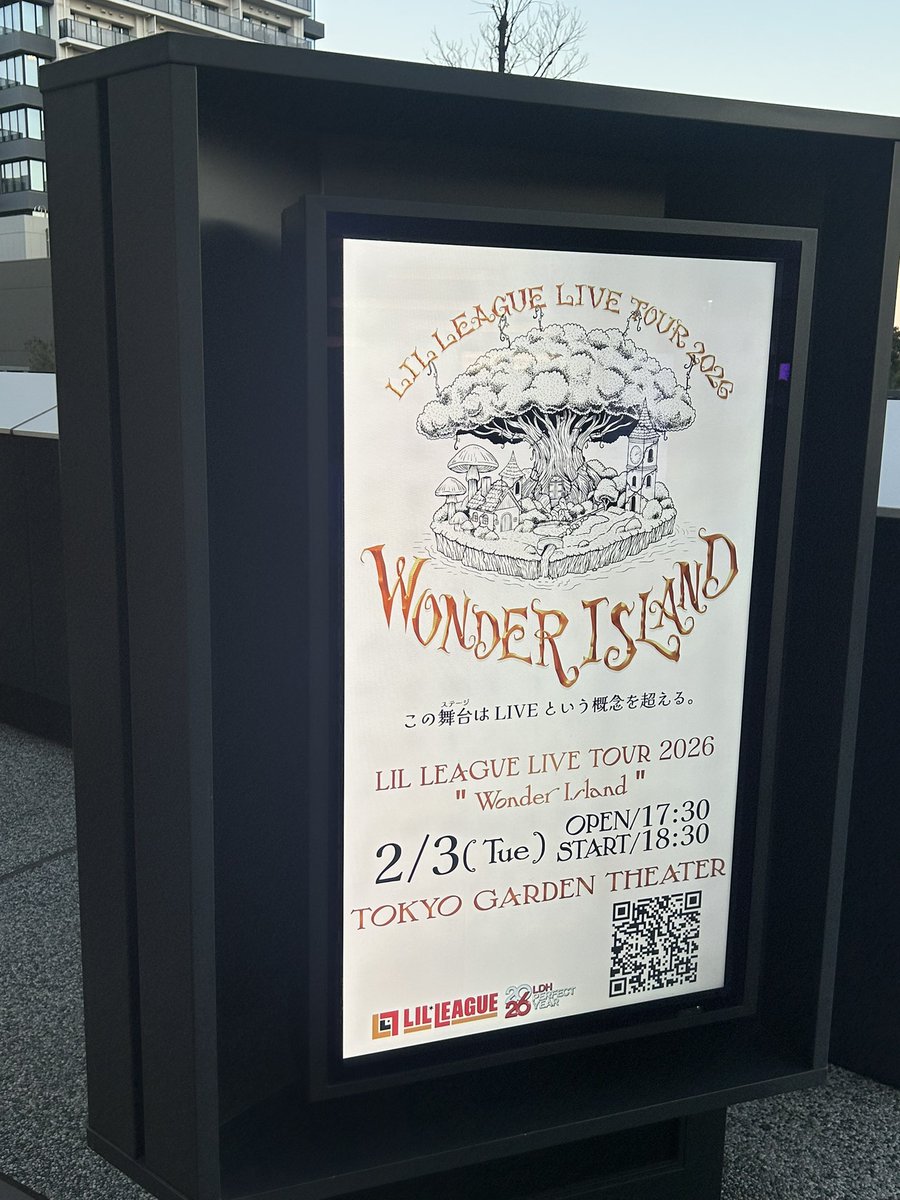 LIL LEAGUE LIVE TOUR 2026
WONDER ISLAND
ステージ
この舞台はLIVEという概念を超える。
LIL LEAGUE LIVE TOUR 2026
"Wonder Island"
2/3(Tue) OPEN/17:30
START/18:30
TOKYO GARDEN THEATER
LIL LEAGUE
2026 LDH PERFECT YEAR